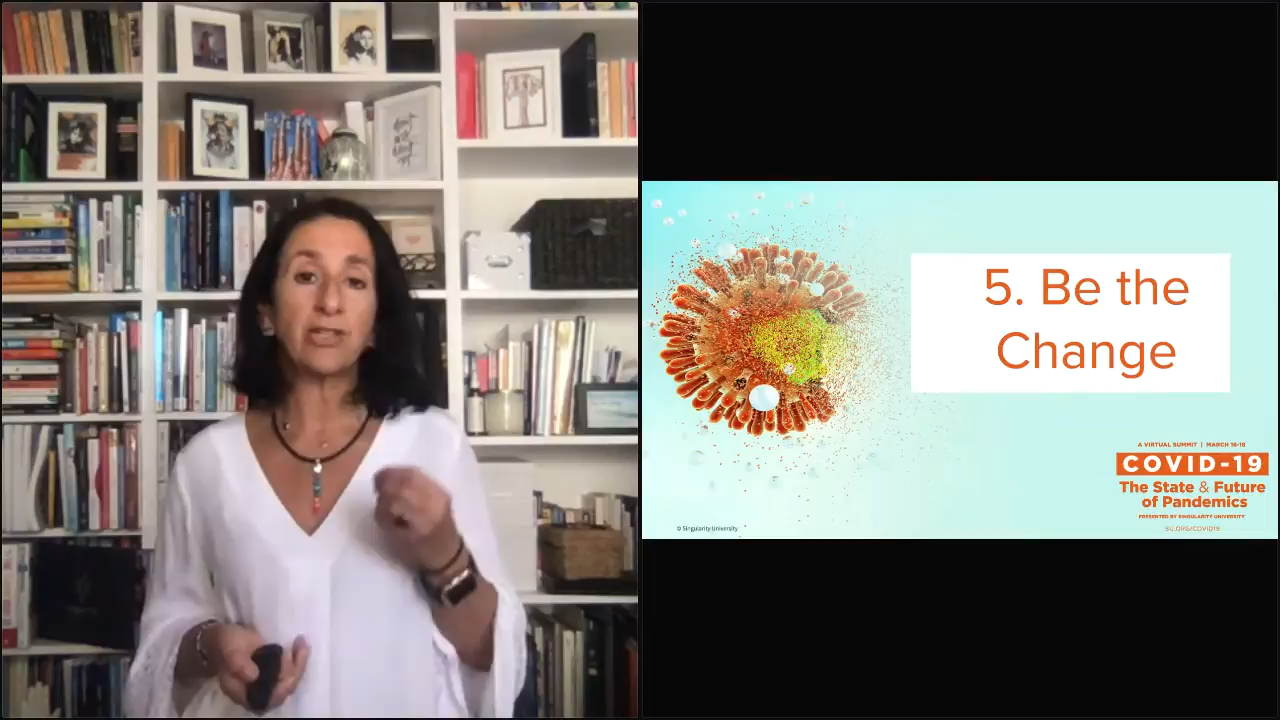 5. Be the
Change
A VIRTUAL SUMMIT | MARCH 16-18
COVID-19
The State & Future
of Pandemics
PRESENTED BY SINGULARITY UNIVERSITY
SU.ORG/COVID19
© Singularity University